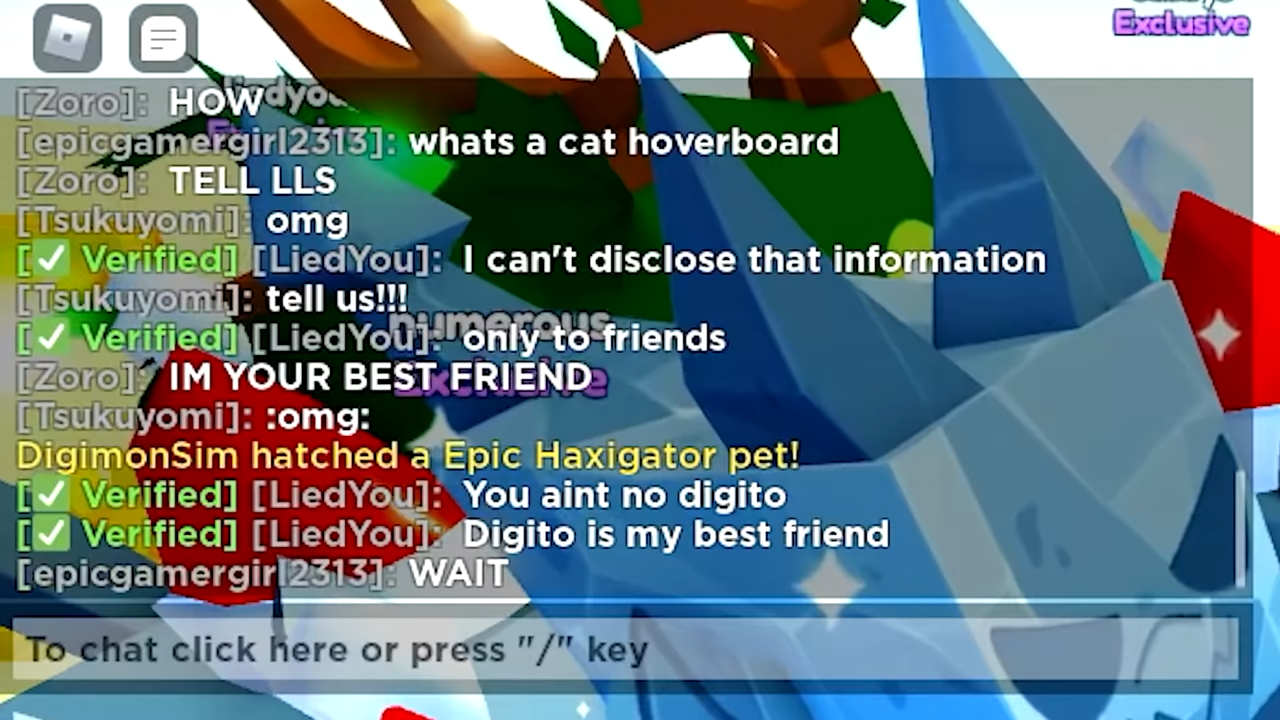 Exclusive
[Zoro]: HOW
[epicgamergirl2313]: whats a cat hoverboard
[Zoro]: TELL LLS
[Tsukuyomi]: omg
[✓ Verified] [LiedYou]: I can't disclose that information
[Tsukuyomi]: tell us!!!
numerous
[✓ Verified] [LiedYou]: only to friends
[Zoro]: IM YOUR BEST FRIEND
Exclusive
[Tsukuyomi]: :omg:
DigimonSim hatched a Epic Haxigator pet!
[✓ Verified] [LiedYou]: You aint no digito
[✓ Verified] [LiedYou]: Digito is my best friend
[epicgamergirl2313]: WAIT
To chat click here or press "/" key